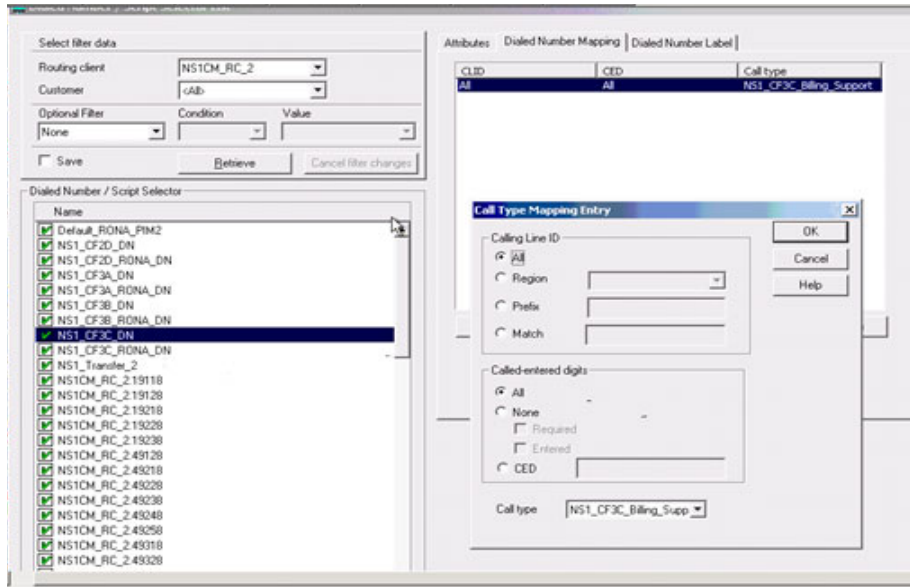 Dialed Number / Script Selector List
Select filter data
Routing client
NS1CM_RC_2
Customer
<All>
Optional Filter
Condition
Value
None
Save
Retrieve
Cancel filter changes
Dialed Number / Script Selector
Name
Default_RONA_PIM2
NS1_CF2D_DN
NS1_CF2D_RONA_DN
NS1_CF3A_DN
NS1_CF3A_RONA_DN
NS1_CF3B_DN
NS1_CF3B_RONA_DN
NS1_CF3C_DN
NS1_CF3C_RONA_DN
NS1_Transfer_2
NS1CM_RC_2.19118
NS1CM_RC_2.19128
NS1CM_RC_2.19218
NS1CM_RC_2.19228
NS1CM_RC_2.19238
NS1CM_RC_2.49128
NS1CM_RC_2.49218
NS1CM_RC_2.49228
NS1CM_RC_2.49238
NS1CM_RC_2.49248
NS1CM_RC_2.49258
NS1CM_RC_2.49318
NS1CM_RC_2.49328
Attributes
Dialed Number Mapping
Dialed Number Label
CLID
CED
Call type
All
All
NS1_CF3C_Billing_Support
Call Type Mapping Entry
Calling Line ID
All
Region
Prefix
Match
OK
Cancel
Help
Called-entered digits
All
None
Required
Entered
CED
Call type
NS1_CF3C_Billing_Supp